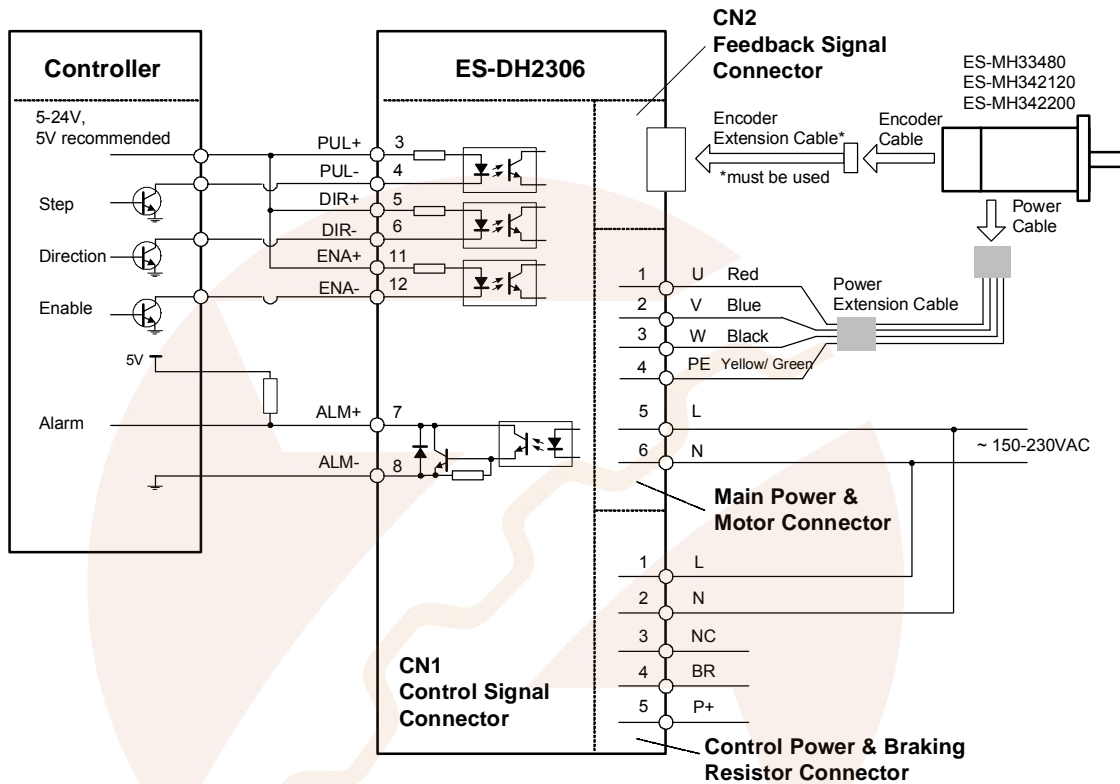 CN2
Feedback Signal
Connector
Controller
ES-DH2306
ES-MH33480
ES-MH342120
ES-MH342200
5-24V,
5V recommended
Encoder
Extension Cable*
Encoder
Cable
*must be used
PUL+ 3
PUL- 4
Step
DIR+ 5
DIR- 6
Direction
ENA+ 11
ENA- 12
Enable
Power
Cable
1 U Red
2 V Blue
3 W Black
4 PE Yellow/ Green
Power
Extension Cable
5V
Alarm
ALM+ 7
ALM- 8
5 L
6 N
~ 150-230VAC
Main Power &
Motor Connector
1 L
2 N
3 NC
4 BR
5 P+
CN1
Control Signal
Connector
Control Power & Braking
Resistor Connector